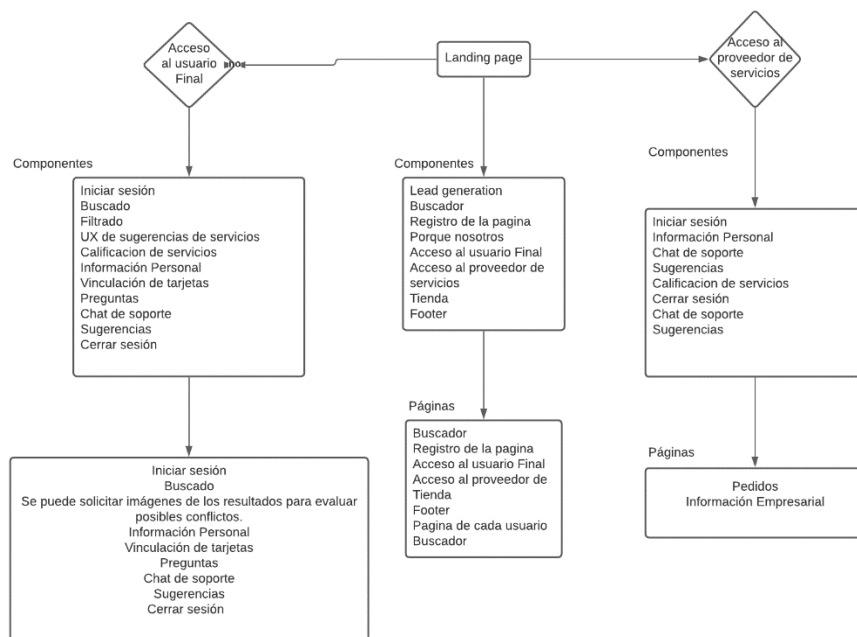 Acceso
al usuario
Final
no
Landing page
Acceso al
proveedor de
servicios
Componentes
Iniciar sesión
Buscado
Filtrado
UX de sugerencias de servicios
Calificacion de servicios
Información Personal
Vinculación de tarjetas
Preguntas
Chat de soporte
Sugerencias
Cerrar sesión
Componentes
Lead generation
Buscador
Registro de la pagina
Porque nosotros
Acceso al usuario Final
Acceso al proveedor de
servicios
Tienda
Footer
Componentes
Iniciar sesión
Información Personal
Chat de soporte
Sugerencias
Calificacion de servicios
Cerrar sesión
Chat de soporte
Sugerencias
Iniciar sesión
Buscado
Se puede solicitar imágenes de los resultados para evaluar
posibles conflictos.
Información Personal
Vinculación de tarjetas
Preguntas
Chat de soporte
Sugerencias
Cerrar sesión
Páginas
Buscador
Registro de la pagina
Acceso al usuario Final
Acceso al proveedor de
Tienda
Footer
Pagina de cada usuario
Buscador
Páginas
Pedidos
Información Empresarial